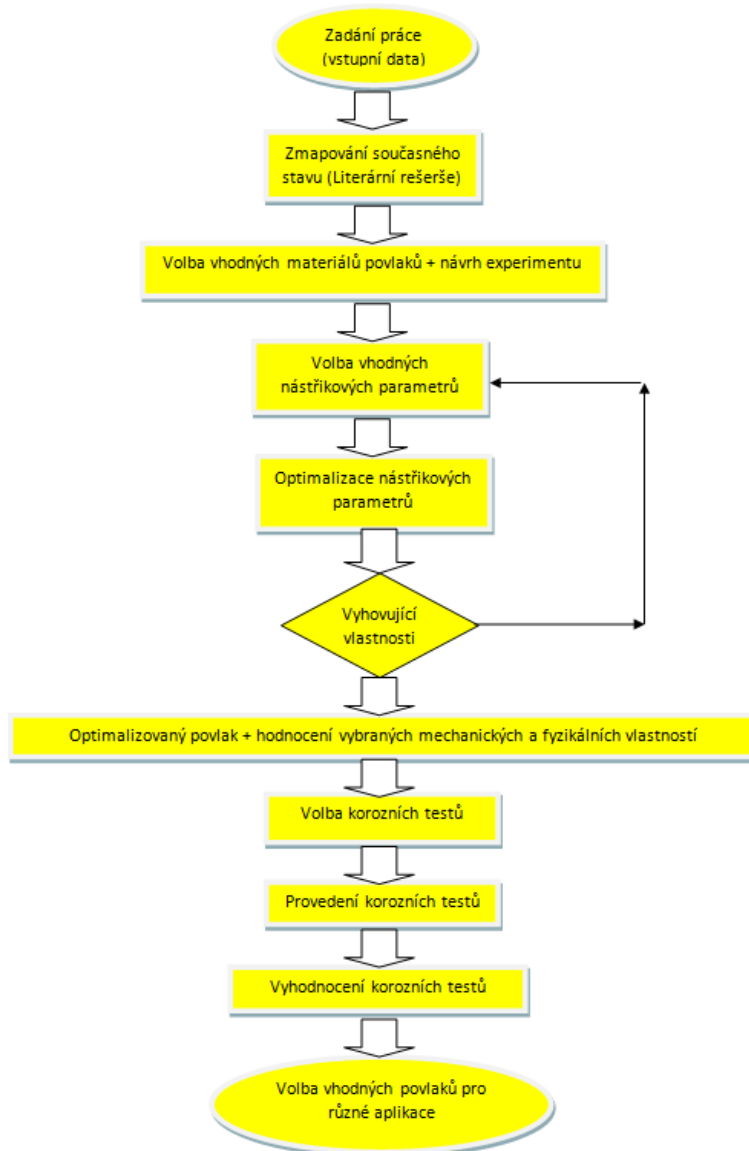 Zadání práce
(vstupní data)
Zmapování současného
stavu (Literární rešerše)
Volba vhodných materiálů povlaků + návrh experimentu
Volba vhodných
nástřikových parametrů
Optimalizace nástřikových
parametrů
Vyhovující
vlastnosti
Optimalizovaný povlak + hodnocení vybraných mechanických a fyzikálních vlastností
Volba korozních testů
Provedení korozních testů
Vyhodnocení korozních testů
Volba vhodných povlaků pro
různé aplikace